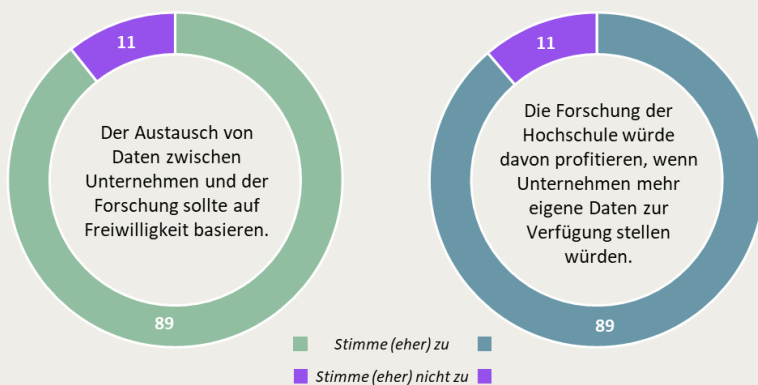 11
Der Austausch von
Daten zwischen
Unternehmen und der
Forschung sollte auf
Freiwilligkeit basieren.
89
11
Die Forschung der
Hochschule würde
davon profitieren, wenn
Unternehmen mehr
eigene Daten zur
Verfügung stellen
würden.
89
Stimme (eher) zu
Stimme (eher) nicht zu